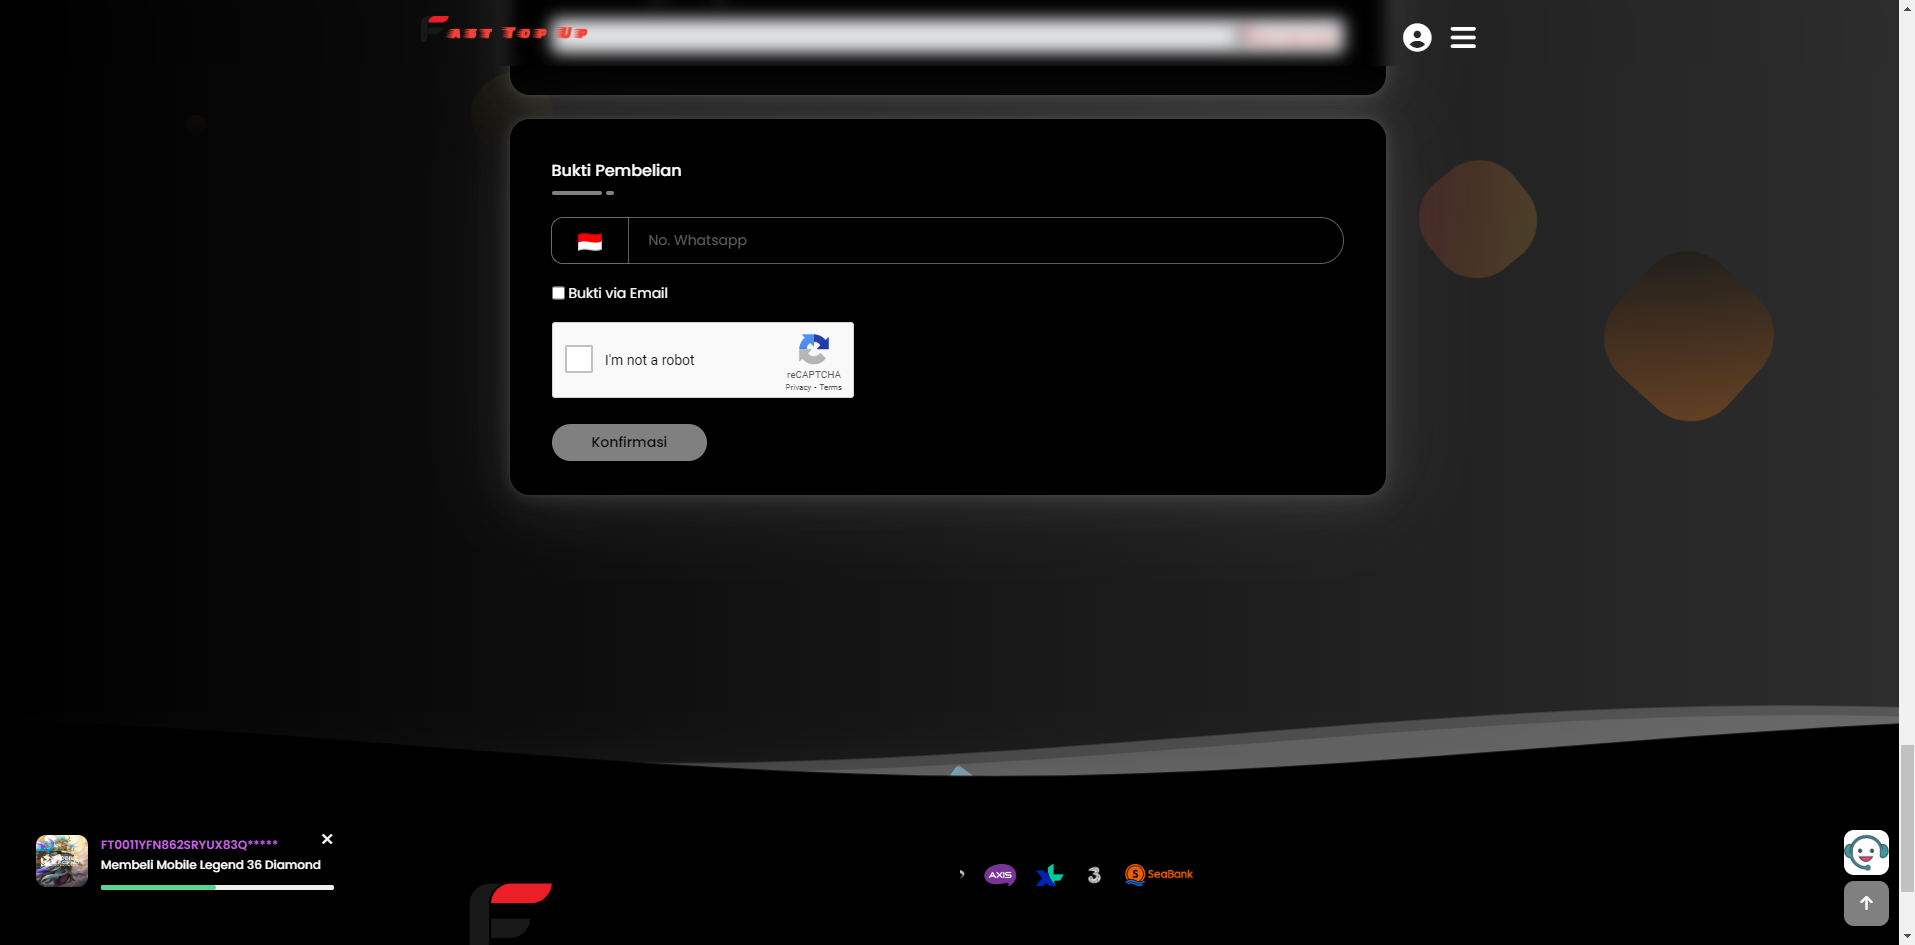 Fast Top Up
Bukti Pembelian
No. Whatsapp
Bukti via Email
I'm not a robot
reCAPTCHA
Privacy - Terms
Konfirmasi
FT0011YFN862SRYUX83Q*****
Membeli Mobile Legend 36 Diamond
AXIS
XL
3
S SeaBank